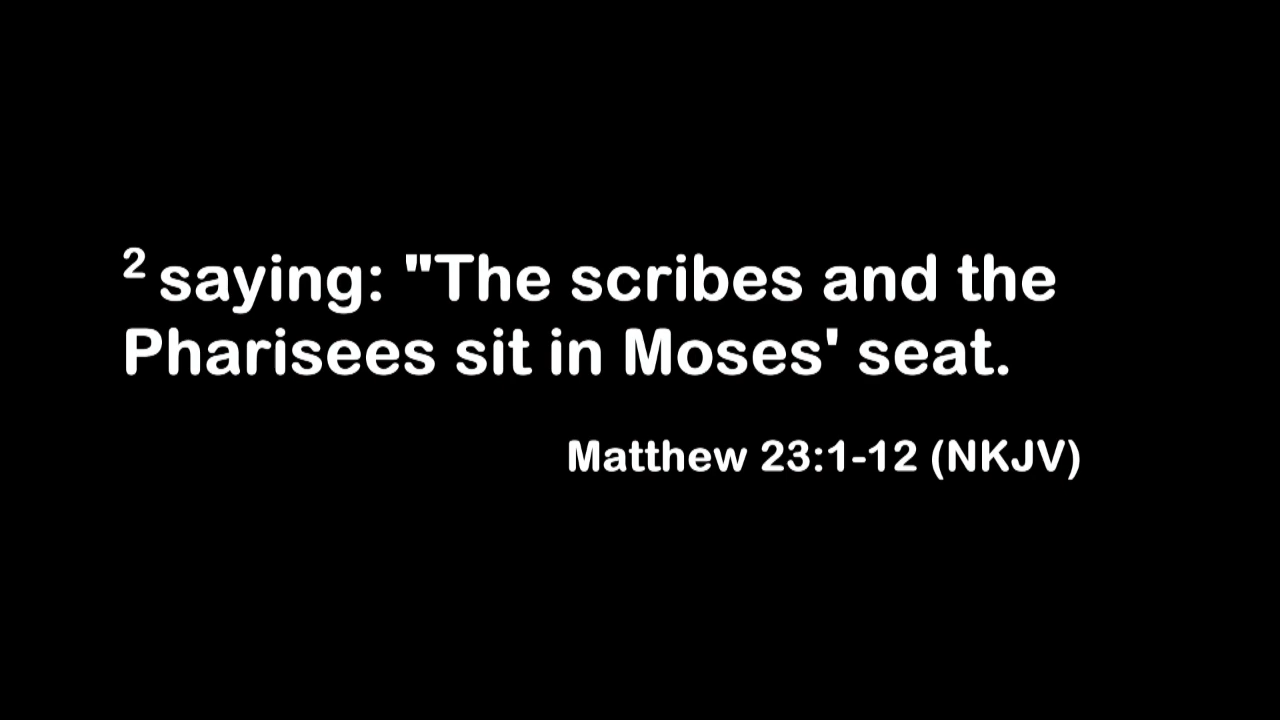 2 saying: "The scribes and the
Pharisees sit in Moses' seat.
Matthew 23:1-12 (NKJV)